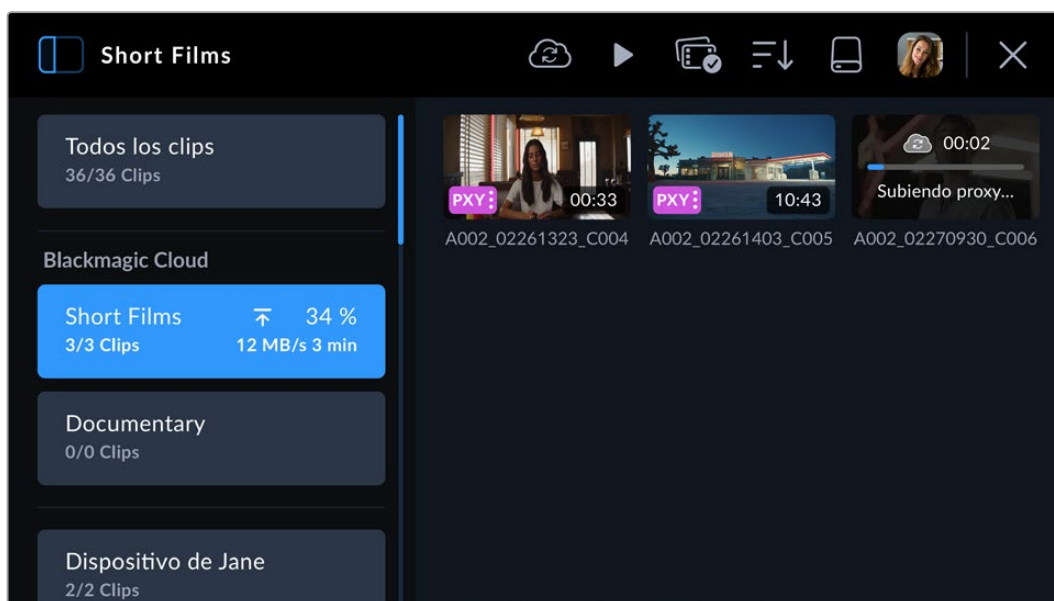 Short Films
Todos los clips
36/36 Clips
Blackmagic Cloud
Short Films 34 %
3/3 Clips 12 MB/s 3 min
Documentary
0/0 Clips
Dispositivo de Jane
2/2 Clips
PXY 00:33
A002_02261323_C004
DINER
PXY 10:43
A002_02261403_C005
00:02
Subiendo proxy...
A002_02270930_C006